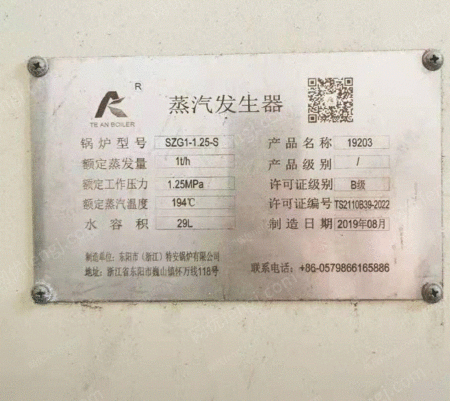 R
TE AN BOILER
蒸汽发生器
锅炉型号 SZG1-1.25-S 产品名称 19203
额定蒸发量 1t/h 产品级别 /
额定工作压力 1.25MPa 许可证级别 B级
额定蒸汽温度 194℃ 许可证编号 TS2110B39-2022
水容积 29L 制造日期 2019年08月
制造单位：东阳市（浙江）特安锅炉有限公司
地址：浙江省东阳市巍山镇怀万线118号
联系电话：+86-0579866165886